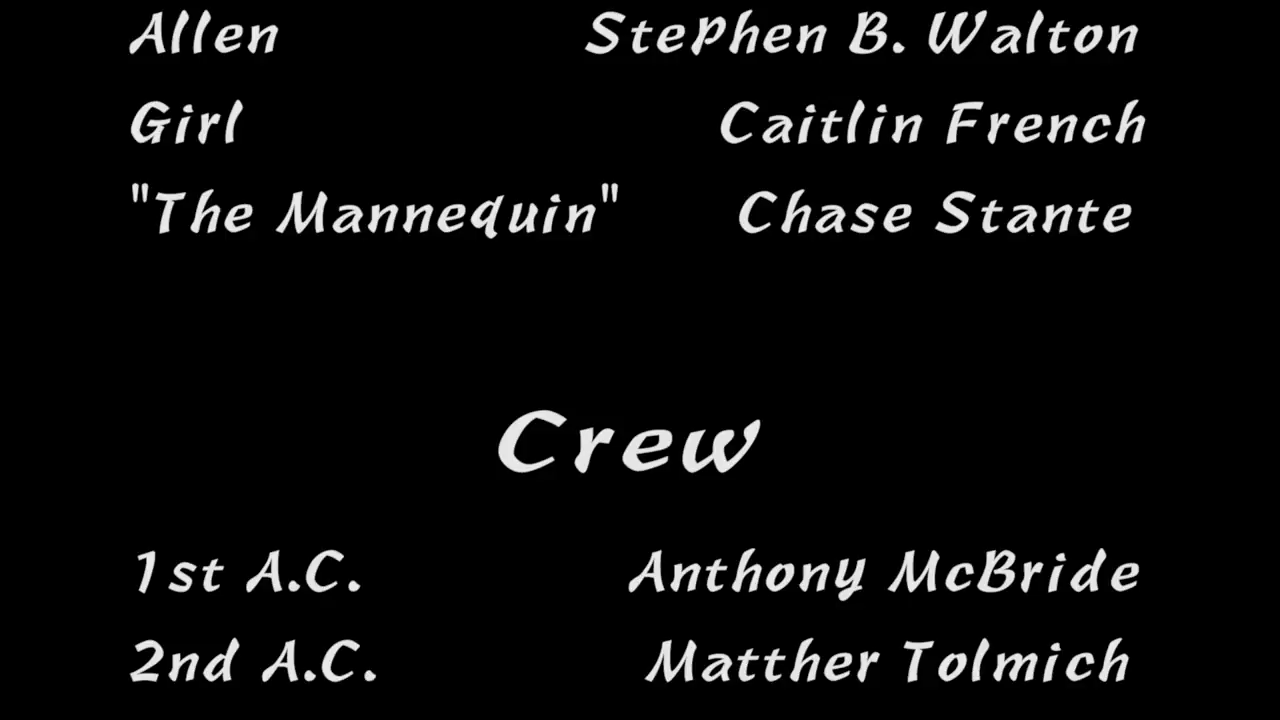 Allen Stephen B. Walton
Girl Caitlin French
"The Mannequin" Chase Stante
Crew
1st A.C. Anthony McBride
2nd A.C. Matther Tolmich